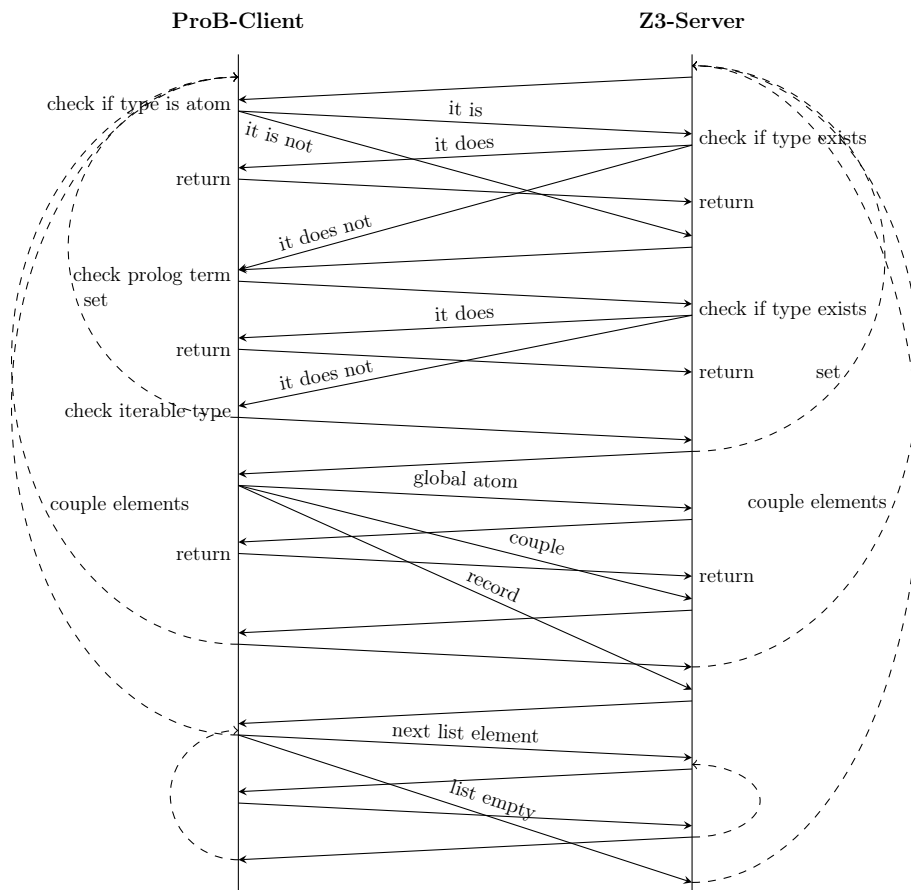 ProB-Client
Z3-Server
check if type is atom
it is
it is not
it does
check if type exists
return
return
it does not
check prolog term
set
it does
check if type exists
return
it does not
return
set
check iterable type
global atom
couple elements
couple elements
couple
return
record
return
next list element
list empty